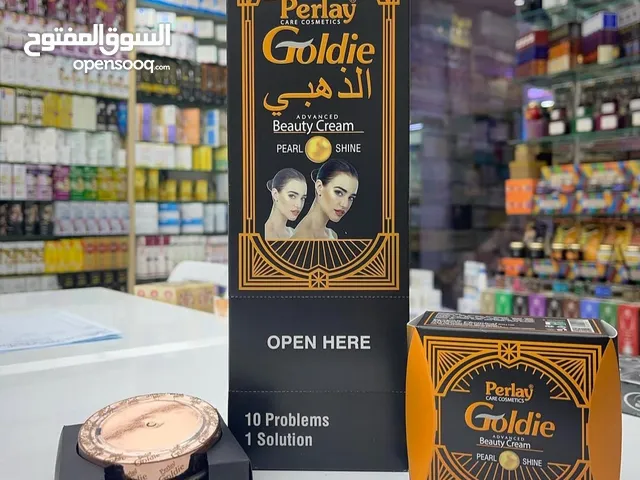 السوق المفتوح
opensooq.com
Perlay
CARE COSMETICS
Goldie
الذهبي
ADVANCED
Beauty Cream
PEARL SHINE
OPEN HERE
10 Problems
1 Solution
Perlay
CARE COSMETICS
Goldie
ADVANCED
Beauty Cream
PEARL SHINE